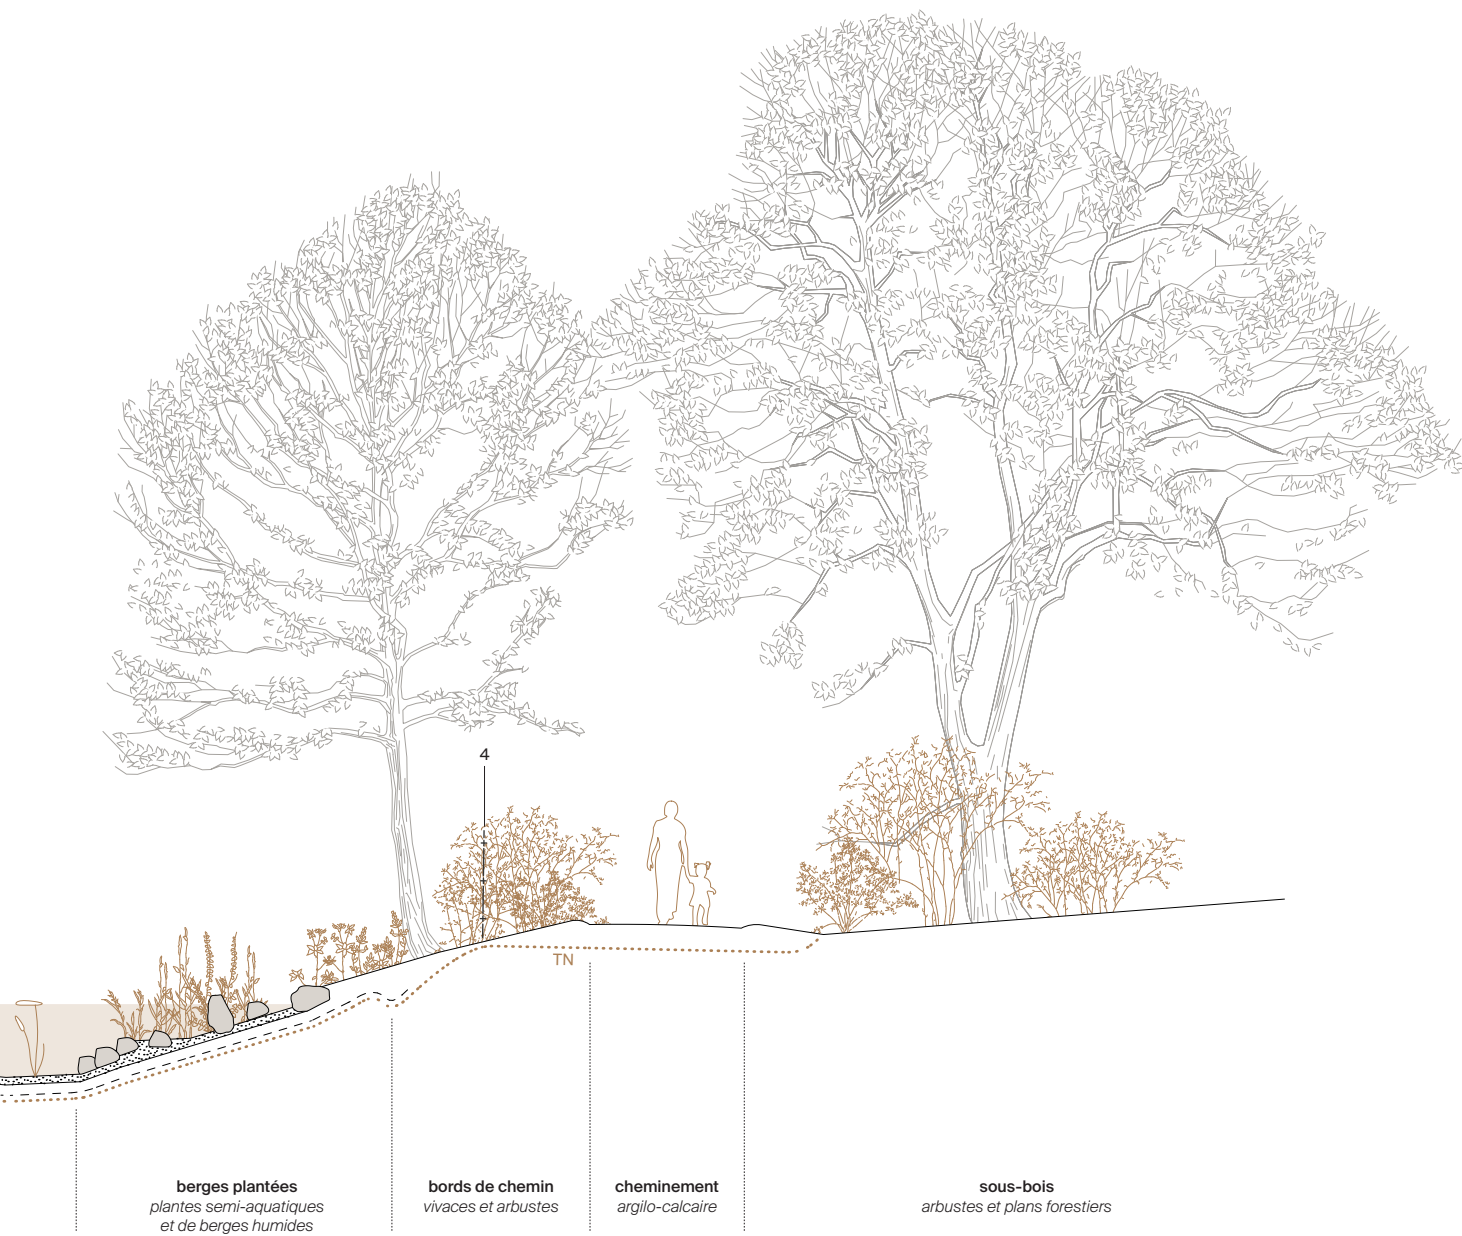 4
TN
berges plantées
plantes semi-aquatiques
et de berges humides
bords de chemin
vivaces et arbustes
cheminement
argilo-calcaire
sous-bois
arbustes et plans forestiers